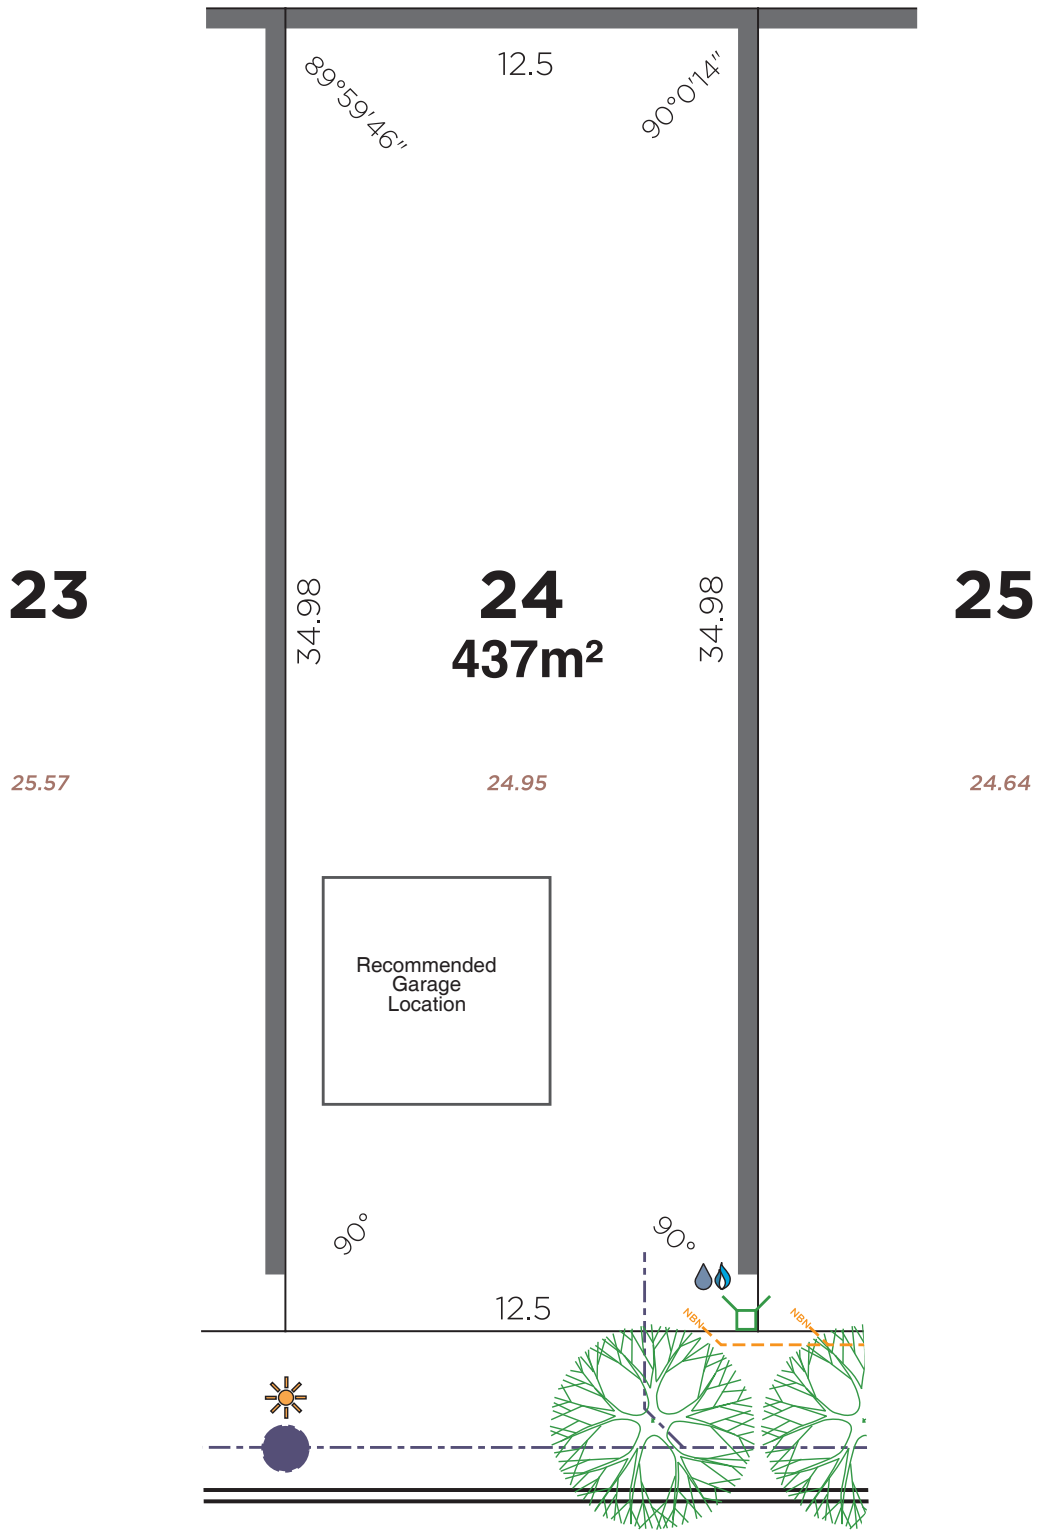 12.5
89°59'46"
90°0'14"
23
24
25
437m²
34.98
34.98
25.57
24.95
24.64
Recommended
Garage
Location
90°
90°
12.5
NBN
NBN